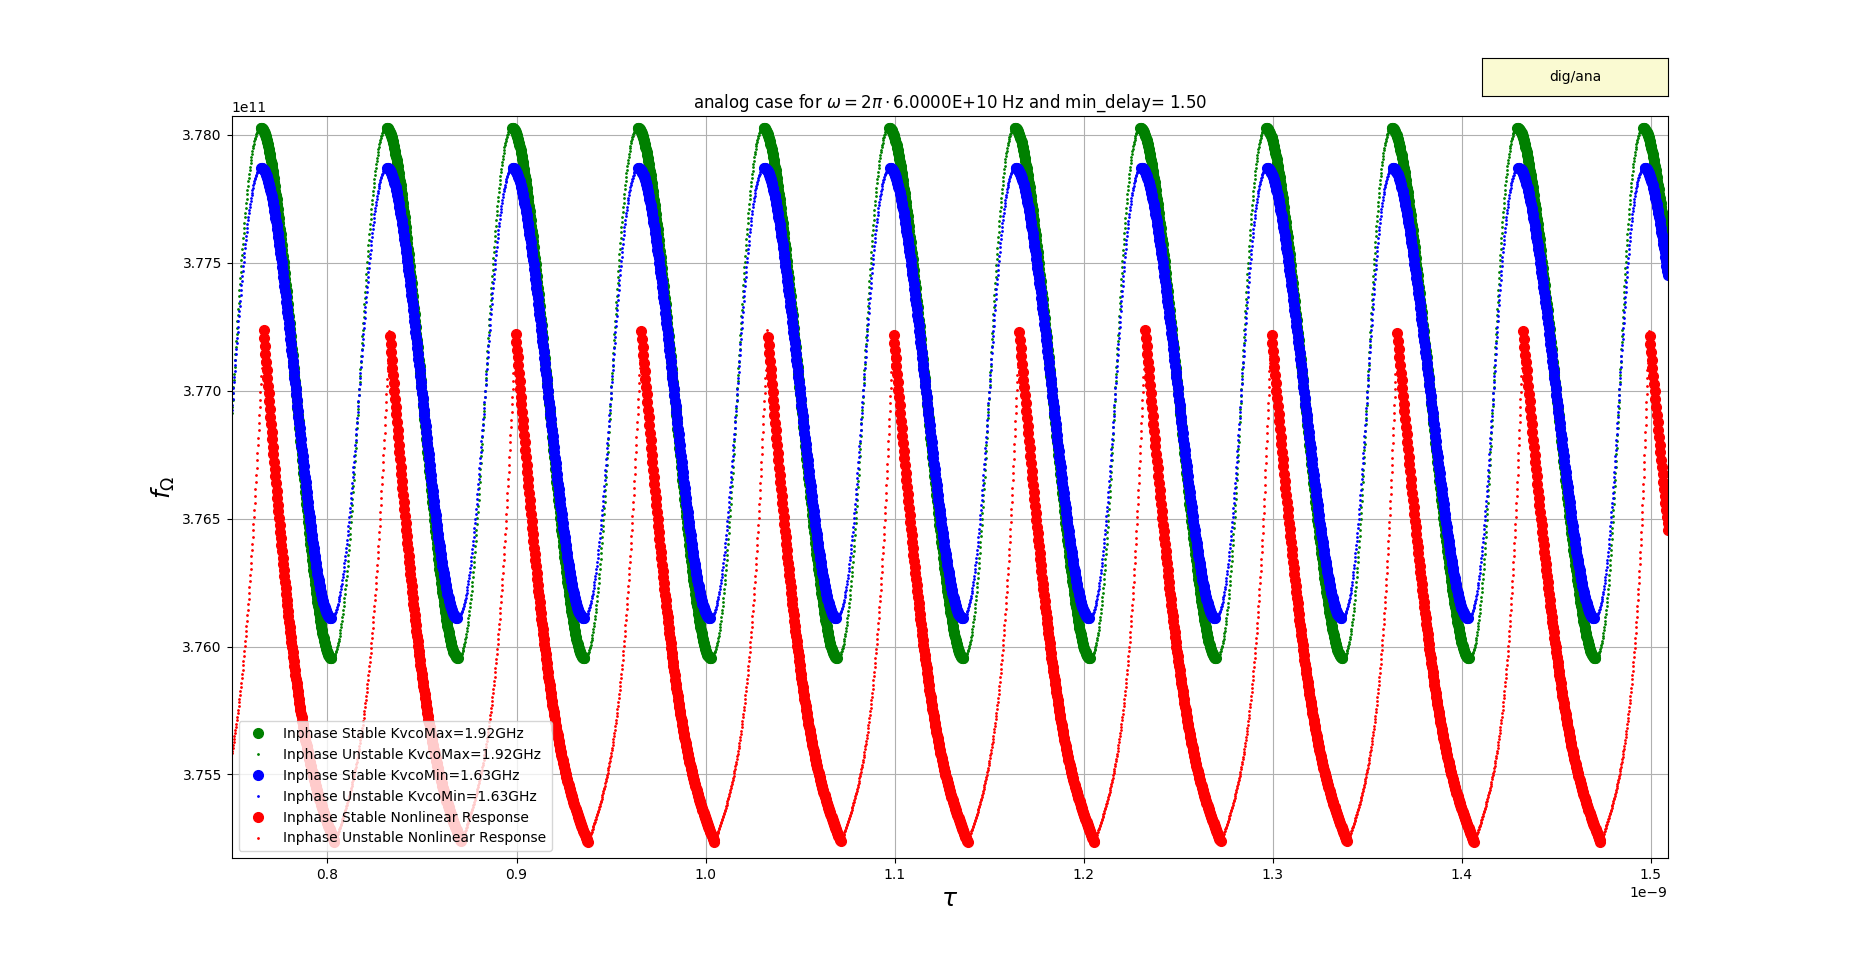 dig/ana
analog case for ω = 2π · 6.0000E+10 Hz and min_delay= 1.50
1e11
3.780
3.775
3.770
3.765
3.760
3.755
f_Ω
Inphase Stable KvcoMax=1.92GHz
Inphase Unstable KvcoMax=1.92GHz
Inphase Stable KvcoMin=1.63GHz
Inphase Unstable KvcoMin=1.63GHz
Inphase Stable Nonlinear Response
Inphase Unstable Nonlinear Response
0.8 0.9 1.0 1.1 1.2 1.3 1.4 1.5
1e−9
τ